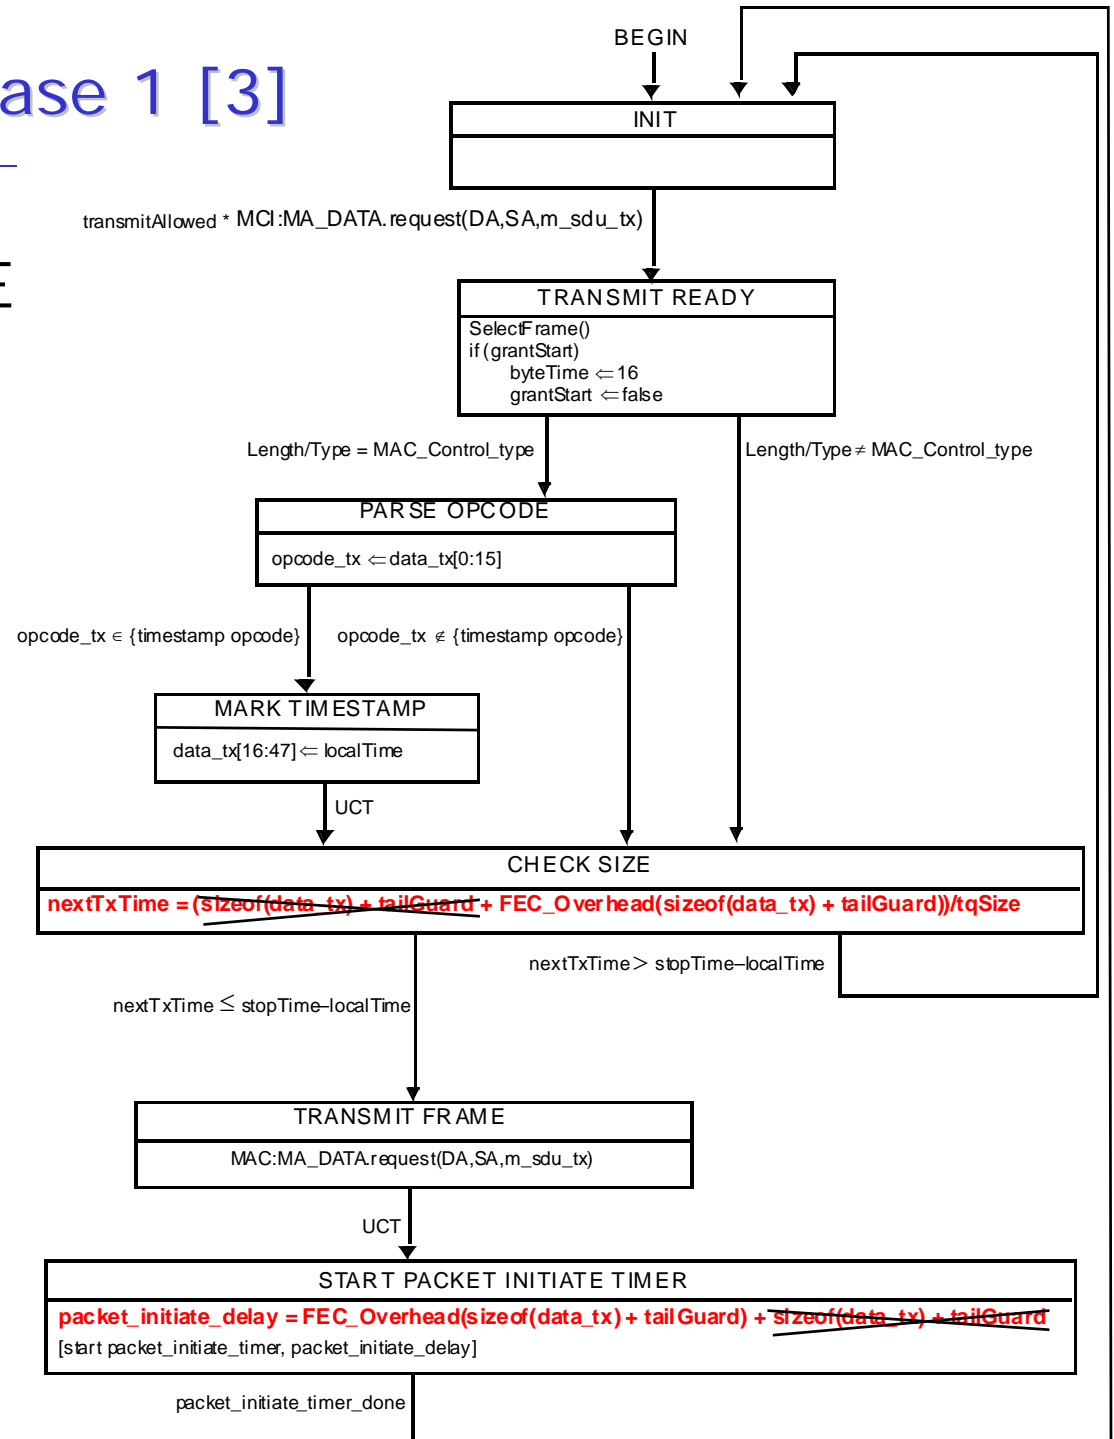 ase 1 [3]
E
BEGIN
INIT
transmitAllowed * MCI:MA_DATA.request(DA,SA,m_sdu_tx)
TRANSMIT READY
SelectFrame()
if (grantStart)
byteTime ⇐ 16
grantStart ⇐ false
Length/Type = MAC_Control_type
Length/Type ≠ MAC_Control_type
PARSE OPCODE
opcode_tx ⇐ data_tx[0:15]
opcode_tx ∈ {timestamp opcode}
opcode_tx ∉ {timestamp opcode}
MARK TIMESTAMP
data_tx[16:47] ⇐ localTime
UCT
CHECK SIZE
nextTxTime = (sizeof(data_tx) + tailGuard + FEC_Overhead(sizeof(data_tx) + tailGuard))/tqSize
nextTxTime > stopTime–localTime
nextTxTime ≤ stopTime–localTime
TRANSMIT FRAME
MAC:MA_DATA.request(DA,SA,m_sdu_tx)
UCT
START PACKET INITIATE TIMER
packet_initiate_delay = FEC_Overhead(sizeof(data_tx) + tailGuard) + sizeof(data_tx) + tailGuard
[start packet_initiate_timer, packet_initiate_delay]
packet_initiate_timer_done